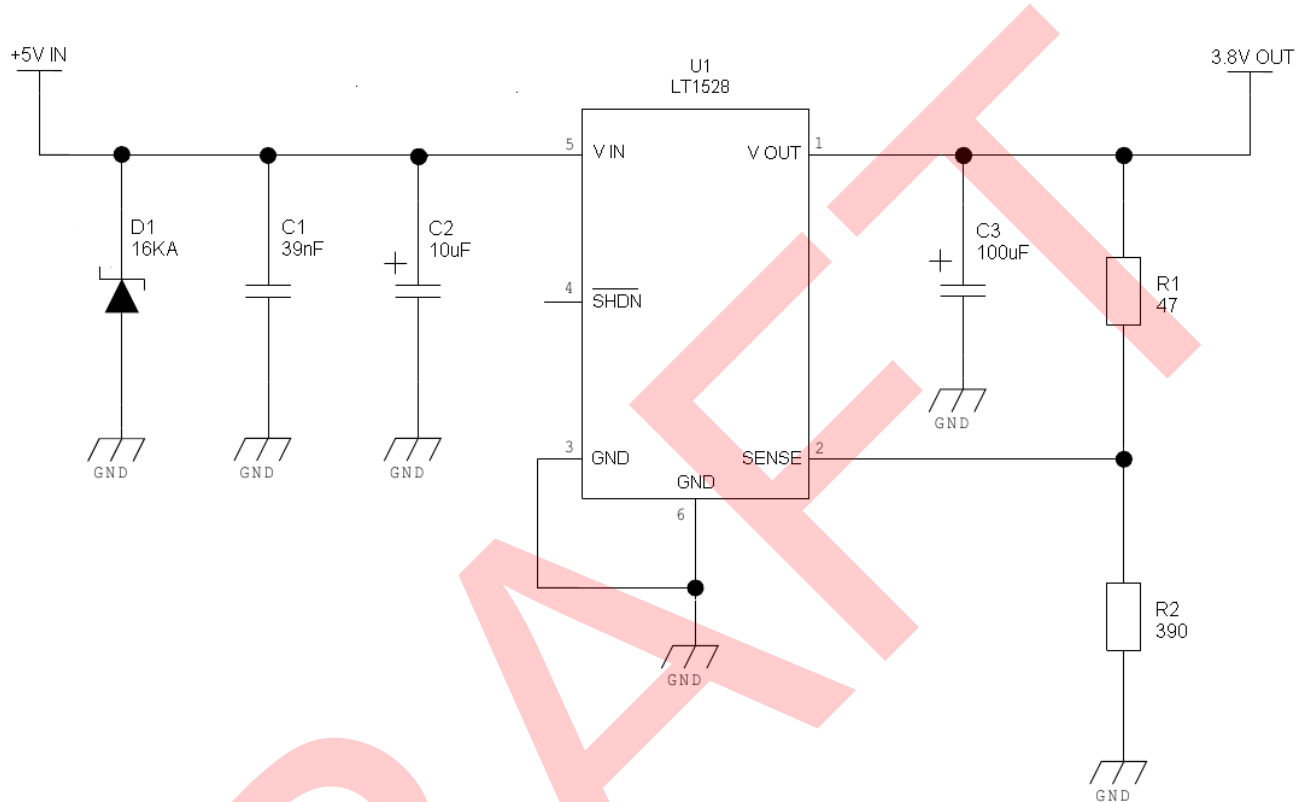 +5V IN
U1
LT1528
3.8V OUT
5
V IN
V OUT
1
D1
16KA
C1
39nF
C2
10uF
+
4
SHDN
C3
100uF
+
R1
47
GND
GND
GND
GND
3
GND
SENSE
2
GND
6
R2
390
GND
GND
DRAFT